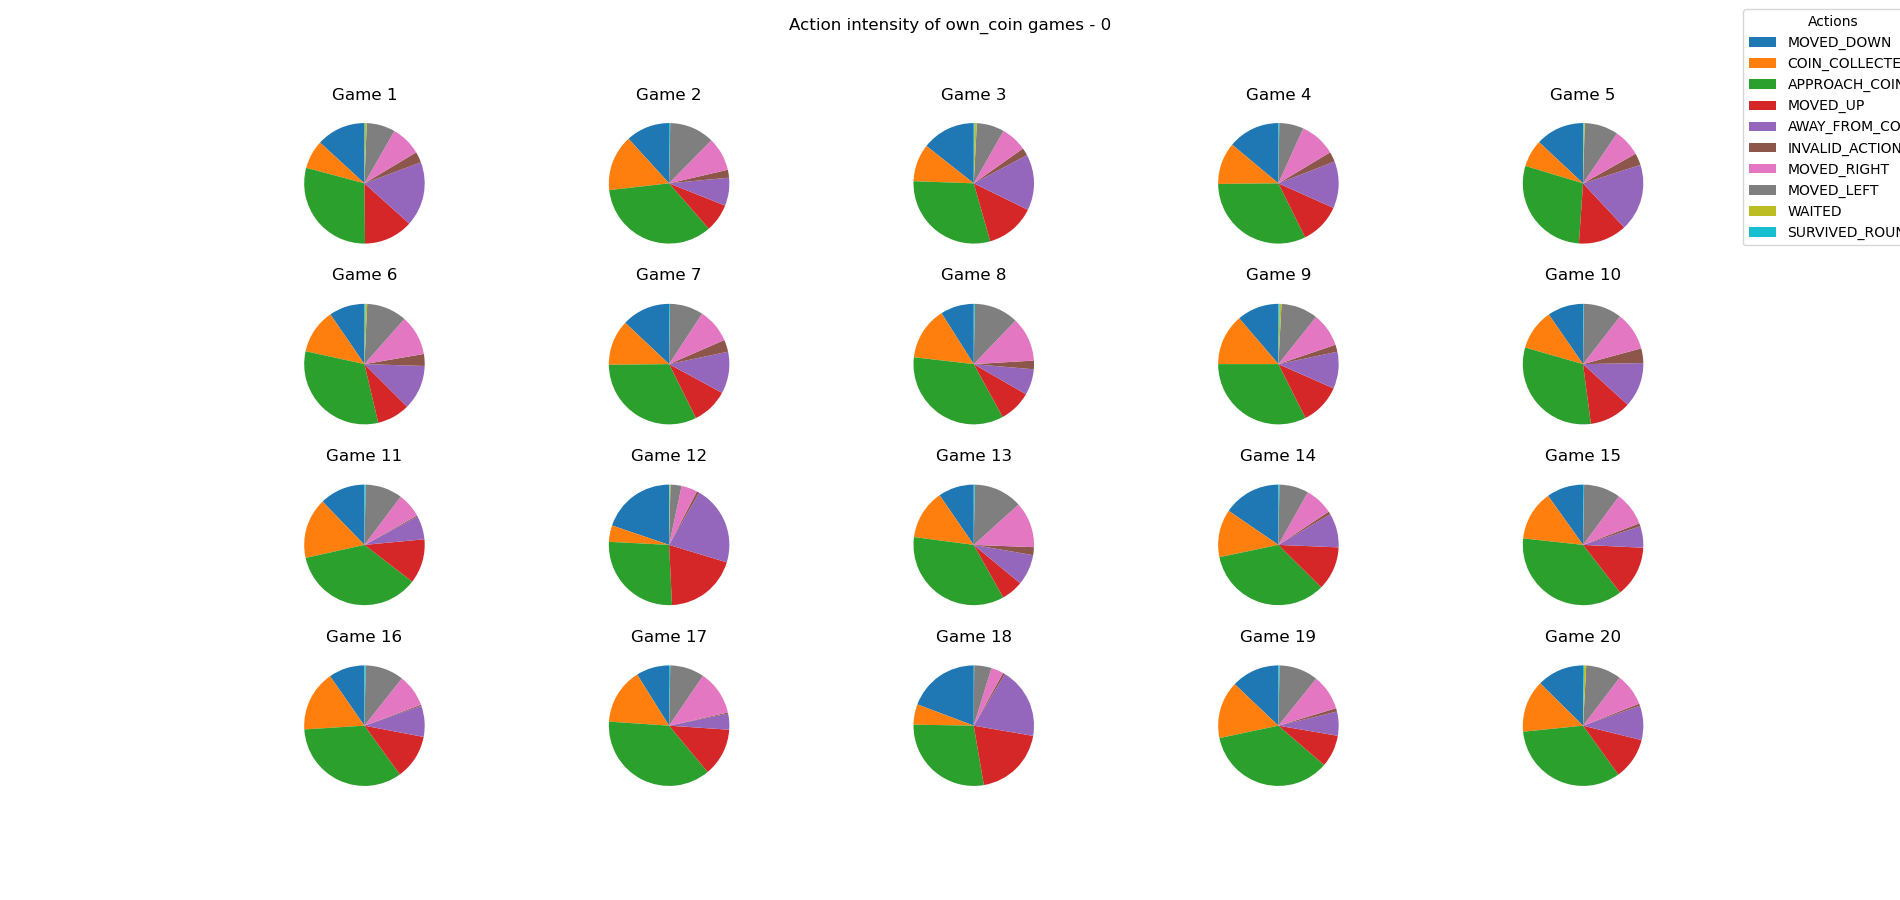 Action intensity of own_coin games - 0
Actions
MOVED_DOWN
COIN_COLLECTE
APPROACH_COIN
MOVED_UP
AWAY_FROM_CO
INVALID_ACTION
MOVED_RIGHT
MOVED_LEFT
WAITED
SURVIVED_ROUN
Game 1
Game 2
Game 3
Game 4
Game 5
Game 6
Game 7
Game 8
Game 9
Game 10
Game 11
Game 12
Game 13
Game 14
Game 15
Game 16
Game 17
Game 18
Game 19
Game 20